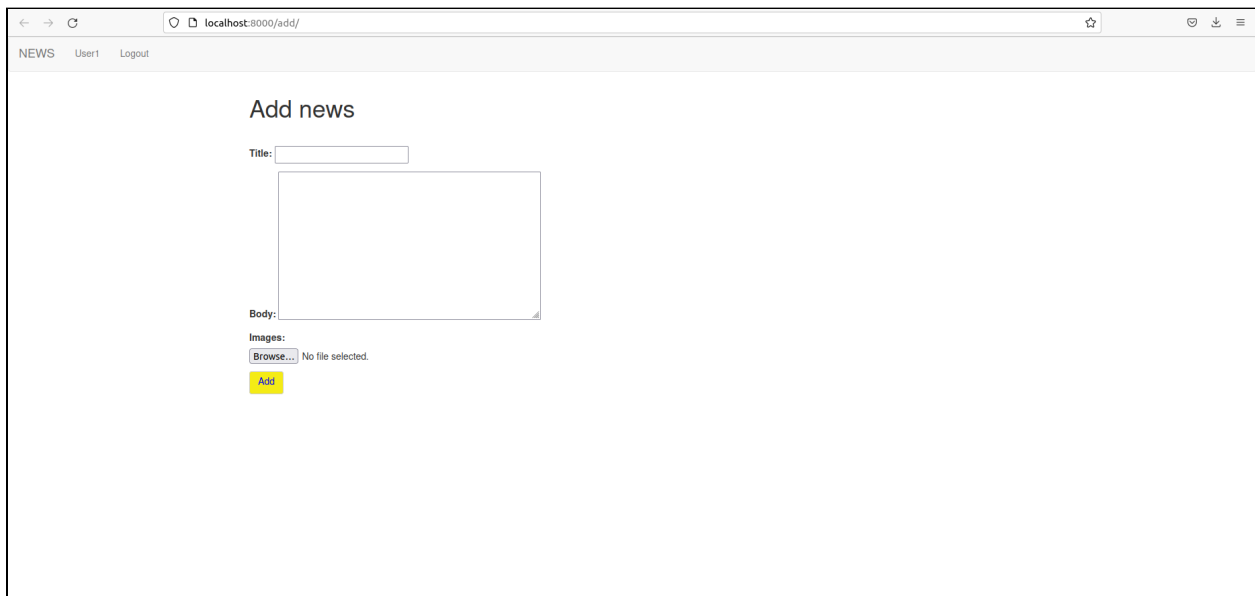 localhost:8000/add/
NEWS User1 Logout
Add news
Title:
Body:
Images:
Browse... No file selected.
Add